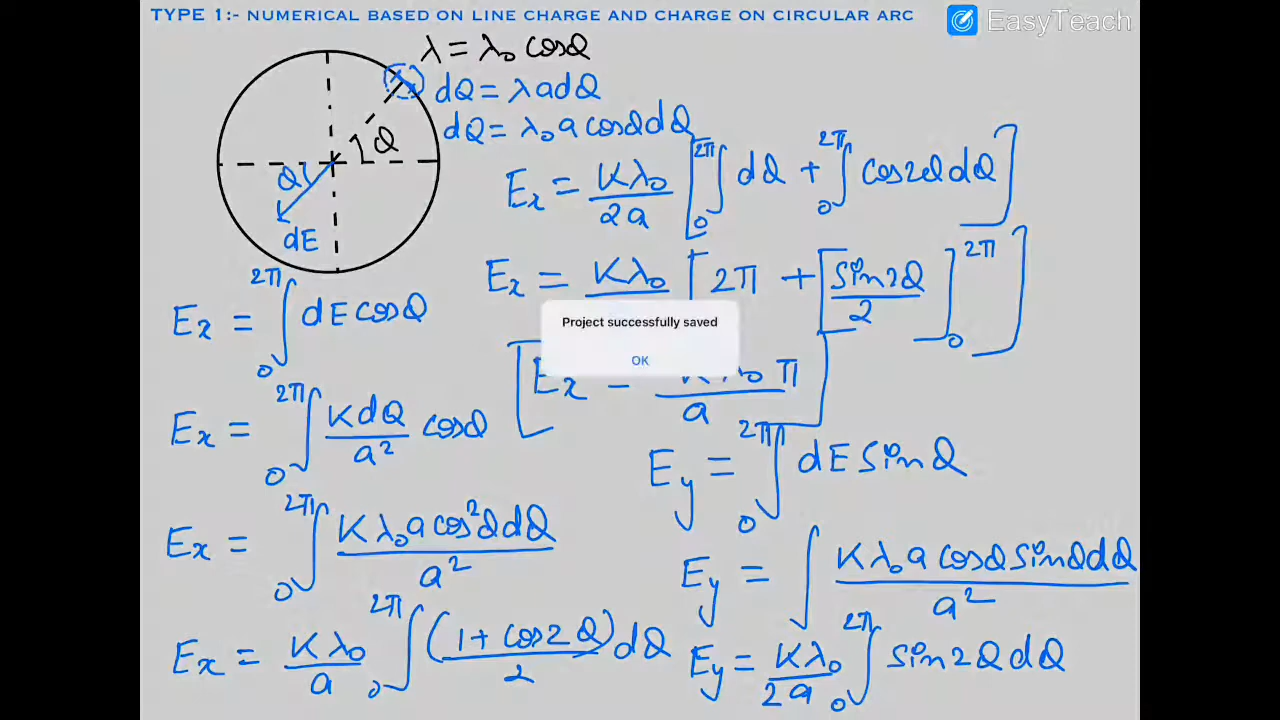 TYPE 1:- NUMERICAL BASED ON LINE CHARGE AND CHARGE ON CIRCULAR ARC
EasyTeach
λ = λ₀ cosθ
dQ = λadθ
dQ = λ₀ a cosθdθ
θ
θ
dE
Ex = ∫₀^2π dE cosθ
Ex = ∫₀^2π KdQ/a² cosθ
Ex = ∫₀^2π Kλ₀a cos²θdθ/a²
Ex = Kλ₀/a ∫₀^2π (1 + cos2θ)/2 dθ
Ex = Kλ₀/2a [∫₀^2π dθ + ∫₀^2π cos2θdθ]
Ex = Kλ₀ [2π + [sin2θ/2]₀^2π]
Project successfully saved
OK
[Ex = Kλ₀π/a]
Ey = ∫₀^2π dE Sinθ
Ey = ∫ Kλ₀a cosθ sinθdθ/a²
Ey = Kλ₀/2a ∫₀^2π sin2θdθ